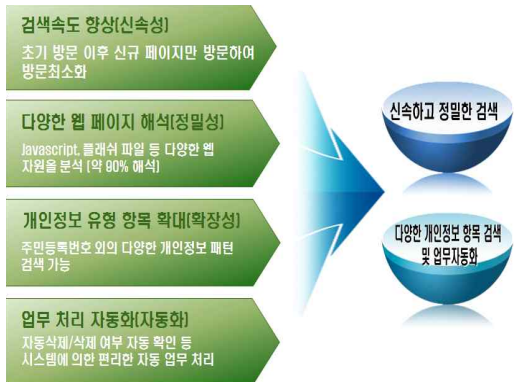 검색속도 향상(신속성)
초기 방문 이후 신규 페이지만 방문하여
방문최소화
다양한 웹 페이지 해석(정밀성)
Javascript, 플래쉬 파일 등 다양한 웹
자원을 분석 (약 80% 해석)
개인정보 유형 항목 확대(확장성)
주민등록번호 외의 다양한 개인정보 패턴
검색 가능
업무 처리 자동화(자동화)
자동삭제/삭제 여부 자동 확인 등
시스템에 의한 편리한 자동 업무 처리
신속하고 정밀한 검색
다양한 개인정보 항목 검색
및 업무자동화